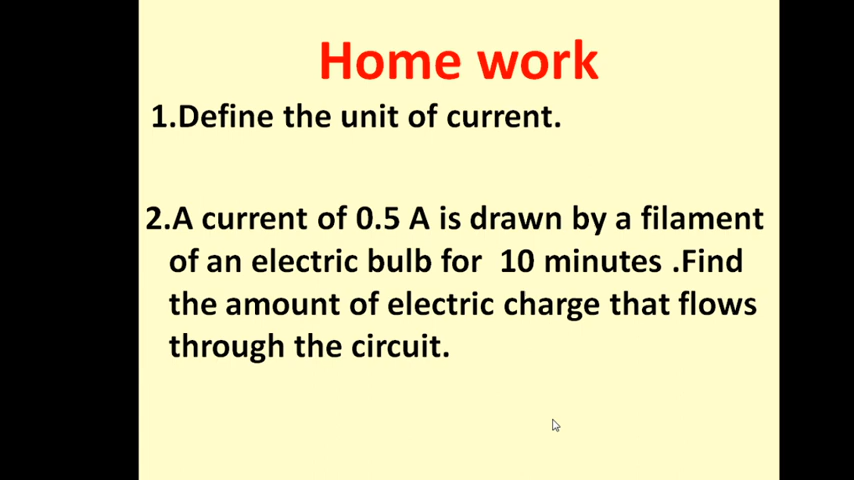 Home work
1.Define the unit of current.
2.A current of 0.5 A is drawn by a filament
of an electric bulb for 10 minutes .Find
the amount of electric charge that flows
through the circuit.